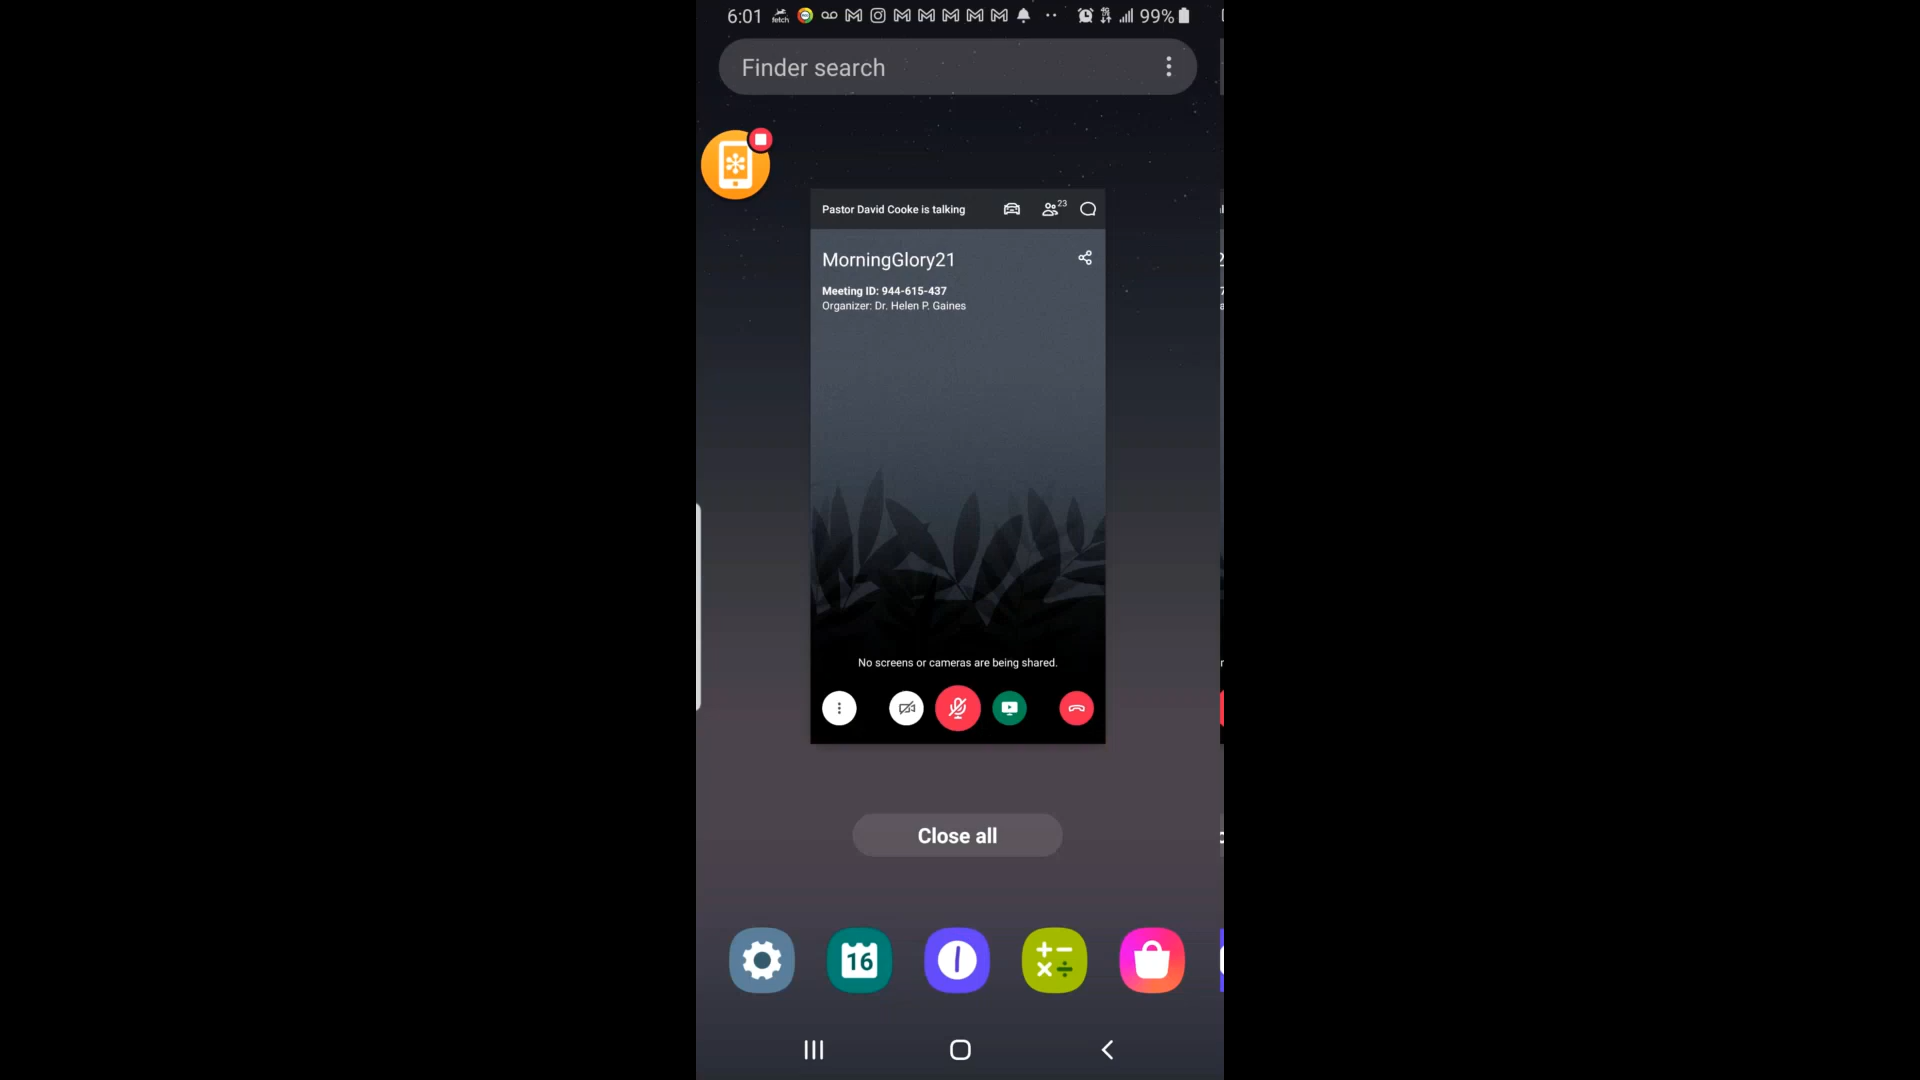 6:01 fetch 99%
Finder search
Pastor David Cooke is talking 23
MorningGlory21
Meeting ID: 944-615-437
Organizer: Dr. Helen P. Gaines
No screens or cameras are being shared.
Close all
16